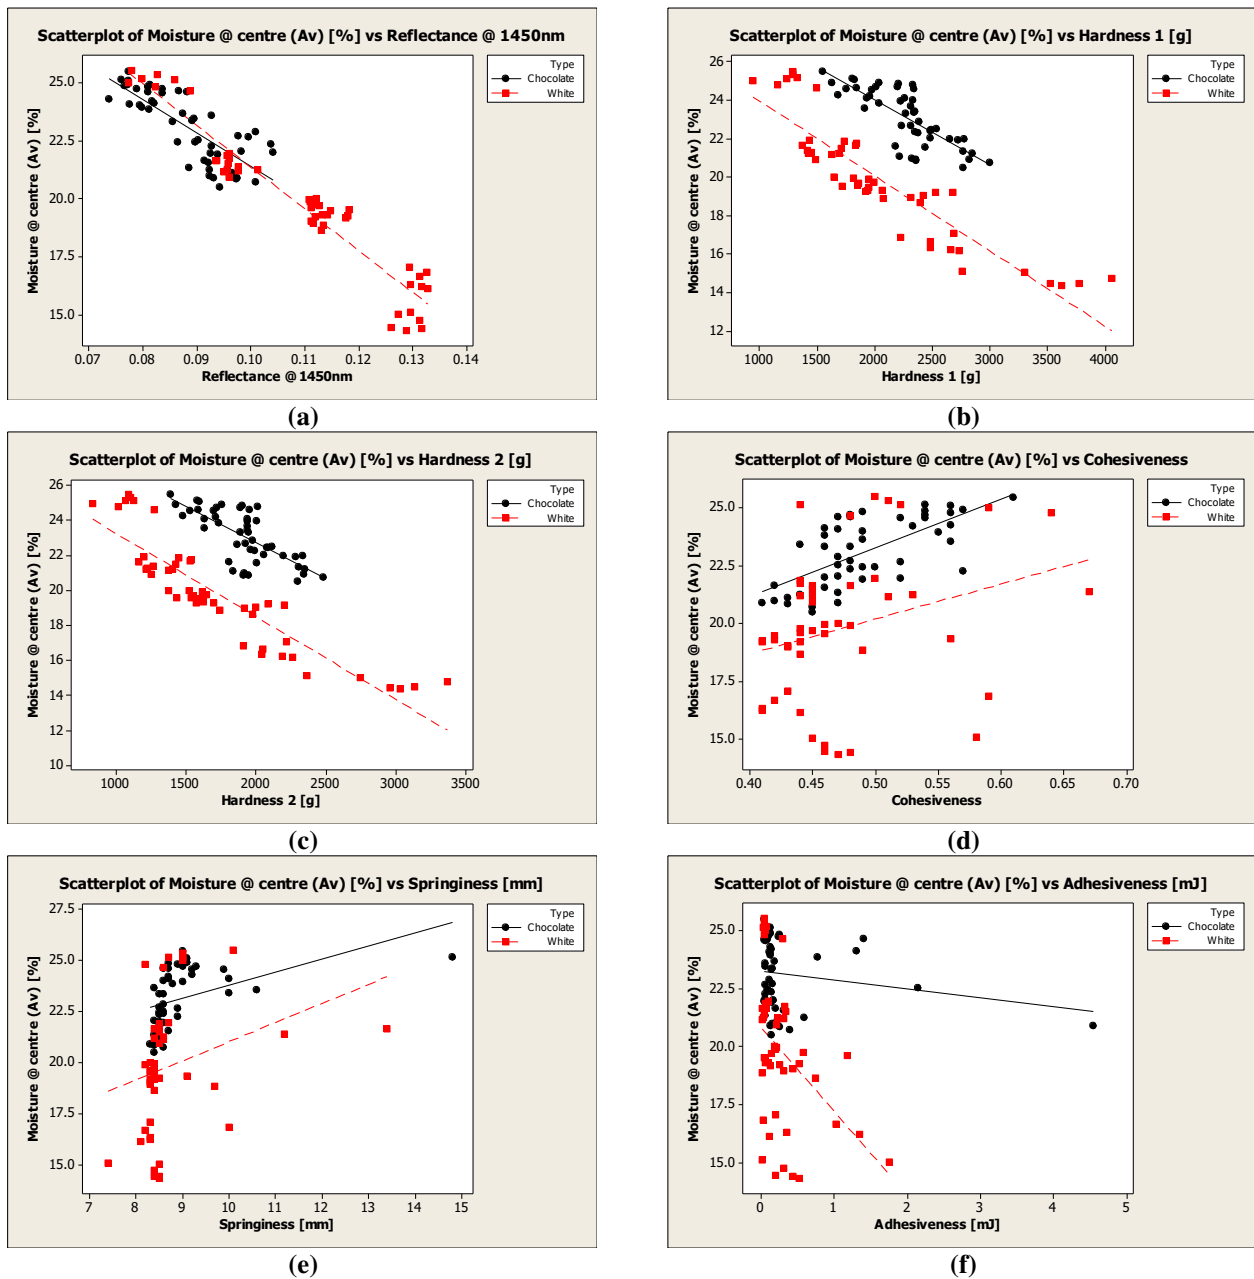 Scatterplot of Moisture @ centre (Av) [%] vs Reflectance @ 1450nm
Type
Chocolate
White
Moisture @ centre (Av) [%]
25.0
22.5
20.0
17.5
15.0
0.07 0.08 0.09 0.10 0.11 0.12 0.13 0.14
Reflectance @ 1450nm
(a)
Scatterplot of Moisture @ centre (Av) [%] vs Hardness 1 [g]
Type
Chocolate
White
Moisture @ centre (Av) [%]
26
24
22
20
18
16
14
12
1000 1500 2000 2500 3000 3500 4000
Hardness 1 [g]
(b)
Scatterplot of Moisture @ centre (Av) [%] vs Hardness 2 [g]
Type
Chocolate
White
Moisture @ centre (Av) [%]
26
24
22
20
18
16
14
12
10
1000 1500 2000 2500 3000 3500
Hardness 2 [g]
(c)
Scatterplot of Moisture @ centre (Av) [%] vs Cohesiveness
Type
Chocolate
White
Moisture @ centre (Av) [%]
25.0
22.5
20.0
17.5
15.0
0.40 0.45 0.50 0.55 0.60 0.65 0.70
Cohesiveness
(d)
Scatterplot of Moisture @ centre (Av) [%] vs Springiness [mm]
Type
Chocolate
White
Moisture @ centre (Av) [%]
27.5
25.0
22.5
20.0
17.5
15.0
7 8 9 10 11 12 13 14 15
Springiness [mm]
(e)
Scatterplot of Moisture @ centre (Av) [%] vs Adhesiveness [mJ]
Type
Chocolate
White
Moisture @ centre (Av) [%]
25.0
22.5
20.0
17.5
15.0
0 1 2 3 4 5
Adhesiveness [mJ]
(f)